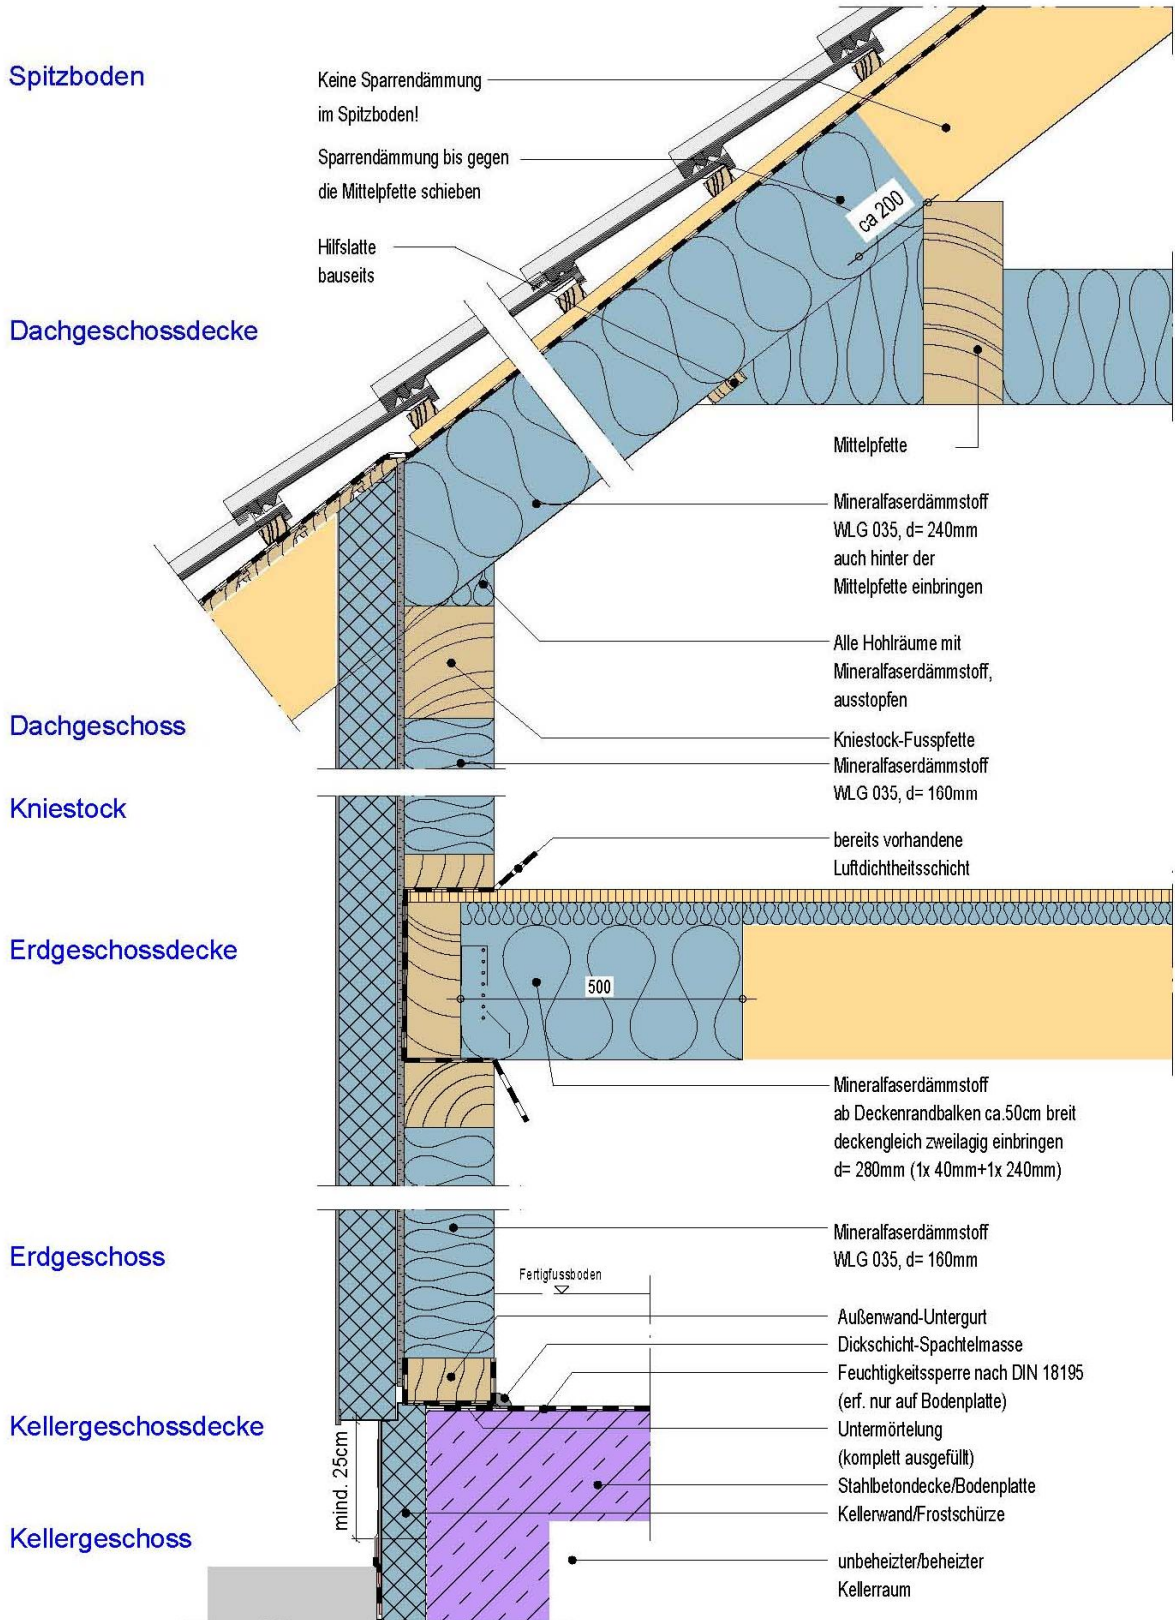 Spitzboden
Keine Sparrendämmung
im Spitzboden!
Sparrendämmung bis gegen
die Mittelpfette schieben
ca 200
Hilfslatte
bauseits
Dachgeschossdecke
Mittelpfette
Mineralfaserdämmstoff
WLG 035, d= 240mm
auch hinter der
Mittelpfette einbringen
Alle Hohlräume mit
Mineralfaserdämmstoff,
ausstopfen
Dachgeschoss
Kniestock-Fusspfette
Mineralfaserdämmstoff
WLG 035, d= 160mm
Kniestock
bereits vorhandene
Luftdichtheitsschicht
Erdgeschossdecke
500
Mineralfaserdämmstoff
ab Deckenrandbalken ca.50cm breit
deckengleich zweilagig einbringen
d= 280mm (1x 40mm+1x 240mm)
Erdgeschoss
Mineralfaserdämmstoff
WLG 035, d= 160mm
Fertigfussboden
Außenwand-Untergurt
Dickschicht-Spachtelmasse
Feuchtigkeitssperre nach DIN 18195
(erf. nur auf Bodenplatte)
Kellergeschossdecke
Untermörtelung
(komplett ausgefüllt)
mind. 25cm
Stahlbetondecke/Bodenplatte
Kellerwand/Frostschürze
Kellergeschoss
unbeheizter/beheizter
Kellerraum